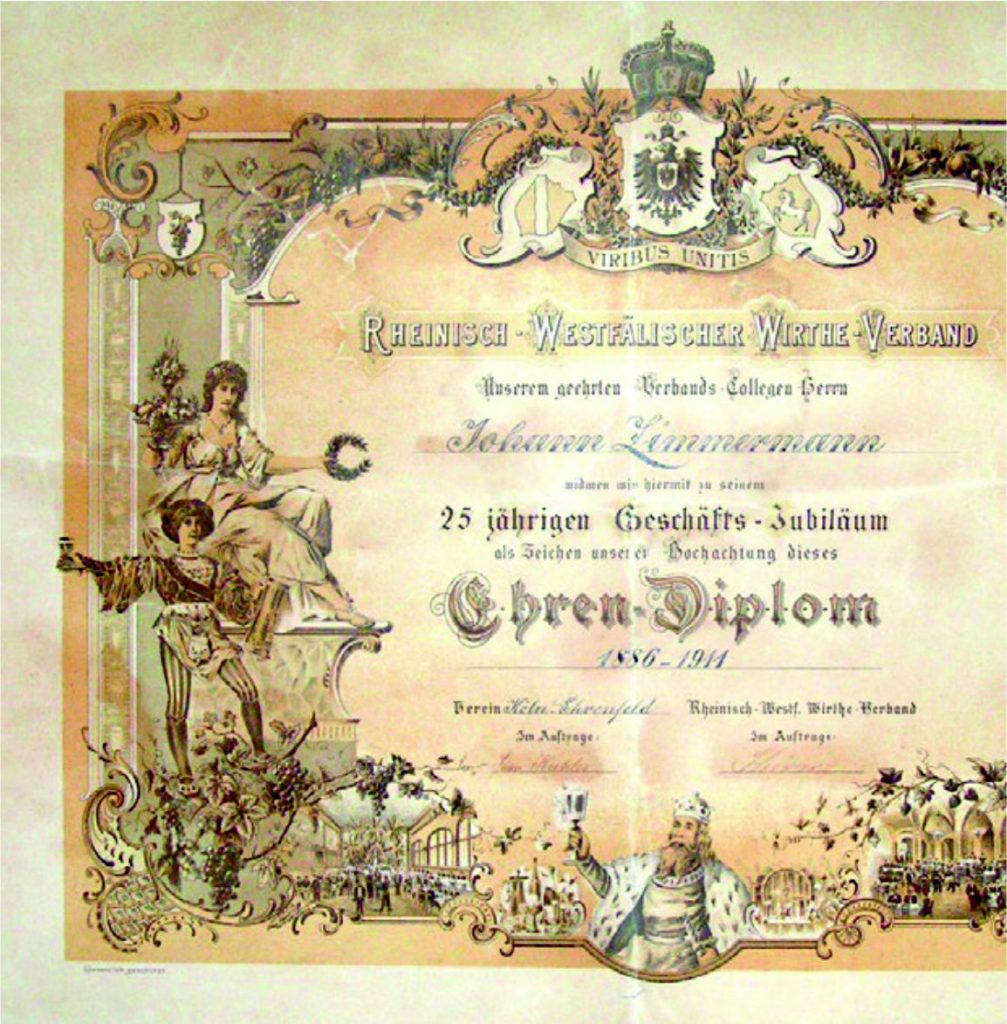 VIRIBUS UNITIS
RHEINISCH-WESTFÄLISCHER WIRTHE-VERBAND
Unserem geehrten Verbands-Collegen Herrn
Johann Zimmermann
widmen wir hiermit zu seinem
25 jährigen Geschäfts-Jubiläum
als Zeichen unserer Hochachtung dieses
Ehren-Diplom
1886-1911
Verein Köln-Ehrenfeld
Rheinisch-Westf. Wirthe-Verband
Im Auftrage:
Im Auftrage: